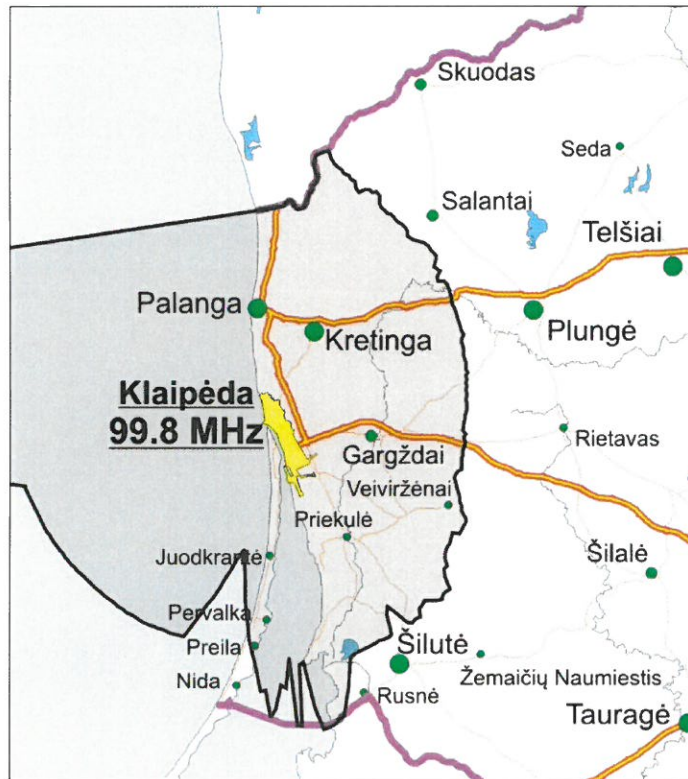 Skuodas
Seda
Salantai
Telšiai
Palanga
Plungė
Kretinga
Klaipėda
99.8 MHz
Gargždai
Rietavas
Veiviržėnai
Priekulė
Juodkrantė
Šilalė
Pervalka
Preila
Šilutė
Žemaičių Naumiestis
Nida
Rusnė
Tauragė